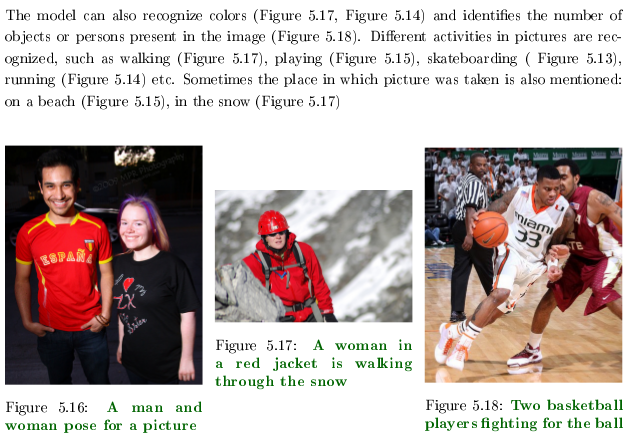 The model can also recognize colors (Figure 5.17, Figure 5.14) and identifies the number of
objects or persons present in the image (Figure 5.18). Different activities in pictures are rec-
ognized, such as walking (Figure 5.17), playing (Figure 5.15), skateboarding ( Figure 5.13),
running (Figure 5.14) etc. Sometimes the place in which picture was taken is also mentioned:
on a beach (Figure 5.15), in the snow (Figure 5.17)
ESPAÑA
Figure 5.16: A man and
woman pose for a picture
Figure 5.17: A woman in
a red jacket is walking
through the snow
MIAMI
33
Figure 5.18: Two basketball
players fighting for the ball